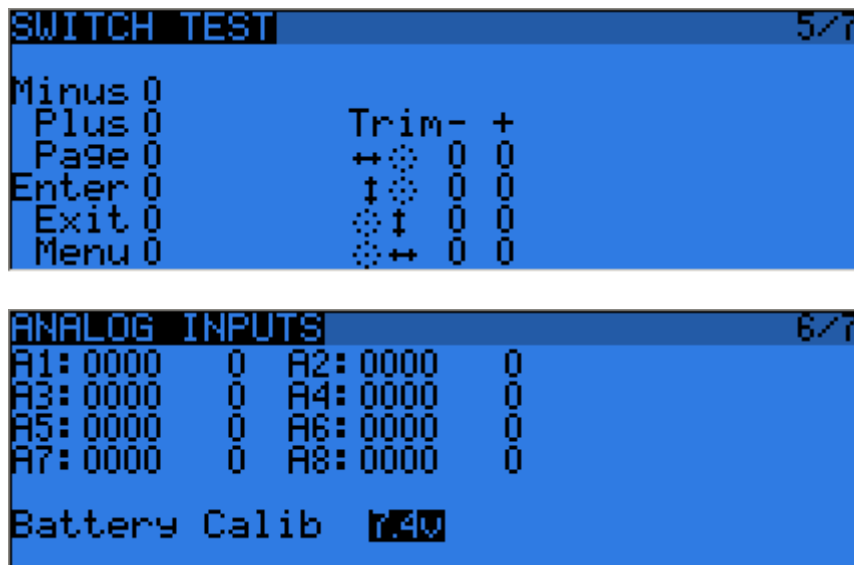 SWITCH TEST 5/7
Minus 0
Plus 0 Trim- +
Page 0 ↔ 0 0
Enter 0 ↕ 0 0
Exit 0 ↕ 0 0
Menu 0 ↔ 0 0
ANALOG INPUTS 6/7
A1:0000 0 A2:0000 0
A3:0000 0 A4:0000 0
A5:0000 0 A6:0000 0
A7:0000 0 A8:0000 0
Battery Calib 7.4v